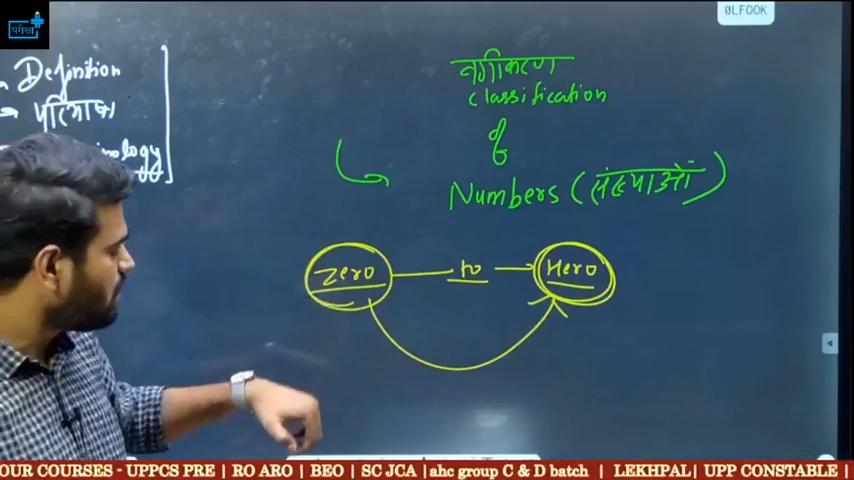 परीक्षा
0LFOOK
Definition
परिभाषा
वर्गीकरण
Classification
of
Numbers (संख्याओं)
Zero to Hero
OUR COURSES - UPPCS PRE | RO ARO | BEO | SC JCA | ahc group C & D batch | LEKHPAL | UPP CONSTABLE |